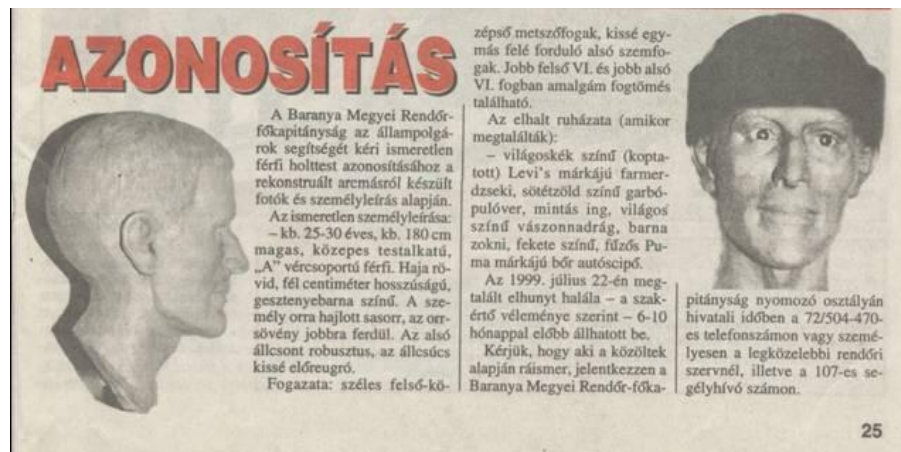 AZONOSÍTÁS
A Baranya Megyei Rendőr-
főkapitányság az állampolgá-
rok segítségét kéri ismeretlen
férfi holttest azonosításához a
rekonstruált arcmásról készült
fotók és személyleírás alapján.
Az ismeretlen személyleírása:
– kb. 25-30 éves, kb. 180 cm
magas, közepes testalkatú,
„A” vércsoportú férfi. Haja rö-
vid, fél centiméter hosszúságú,
gesztenyebarna színű. A sze-
mély orra hajlott sasorr, az orr-
sövény jobbra ferdül. Az alsó
állcsont robusztus, az állcsúcs
kissé előreugró.
Fogazata: széles felső-kö-
zépső metszőfogak, kissé egy-
más felé forduló alsó szemfo-
gak. Jobb felső VI. és jobb alsó
VI. fogban amalgám fogtömés
található.
Az elhalt ruházata (amikor
megtalálták):
– világoskék színű (kopta-
tott) Levi's márkájú farmer-
dzseki, sötétzöld színű garbó-
pulóver, mintás ing, világos
színű vászonnadrág, barna
zokni, fekete színű, fűzős Pu-
ma márkájú bőr autóscipő.
Az 1999. július 22-én meg-
talált elhunyt halála – a szak-
értő véleménye szerint – 6-10
hónappal előbb állhatott be.
Kérjük, hogy aki a közöltek
alapján ráismer, jelentkezzen a
Baranya Megyei Rendőr-főka-
pitányság nyomozó osztályán
hivatali időben a 72/504-470-
es telefonszámon vagy szemé-
lyesen a legközelebbi rendőri
szervnél, illetve a 107-es se-
gélyhívó számon.
25